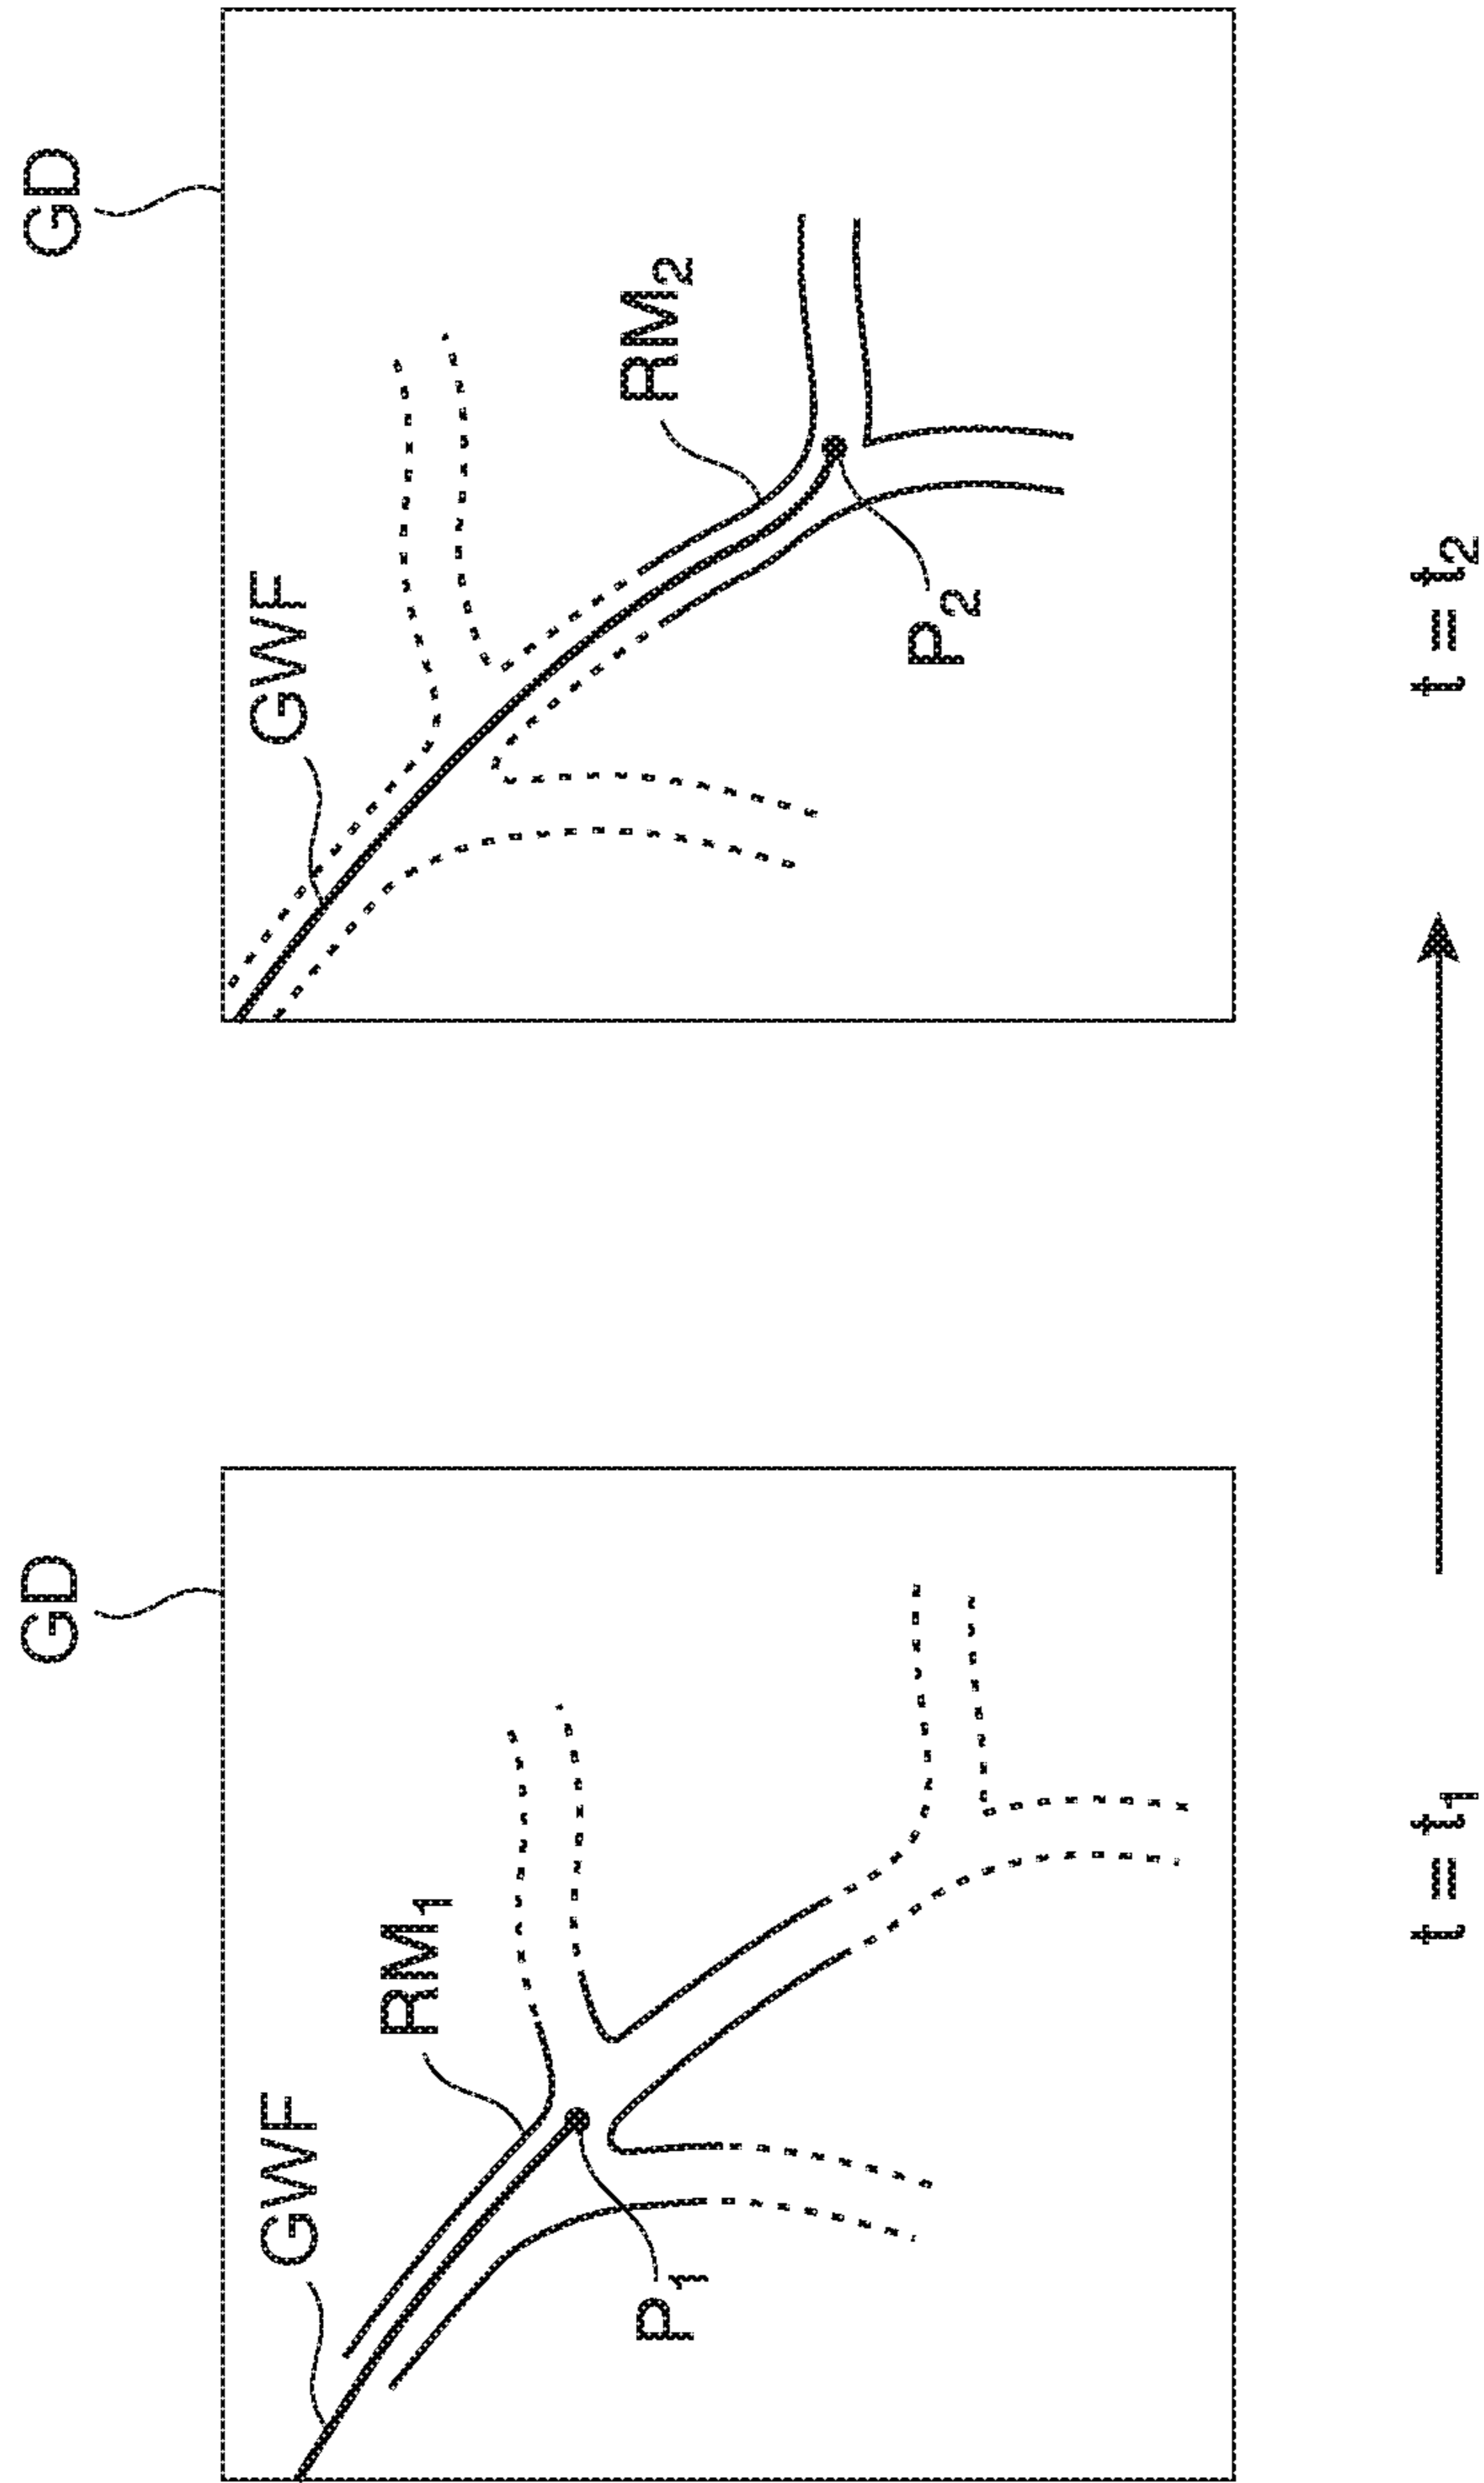 GD
GWF
RM₁
P₁
t = t₁
GD
GWF
RM₂
P₂
t = t₂